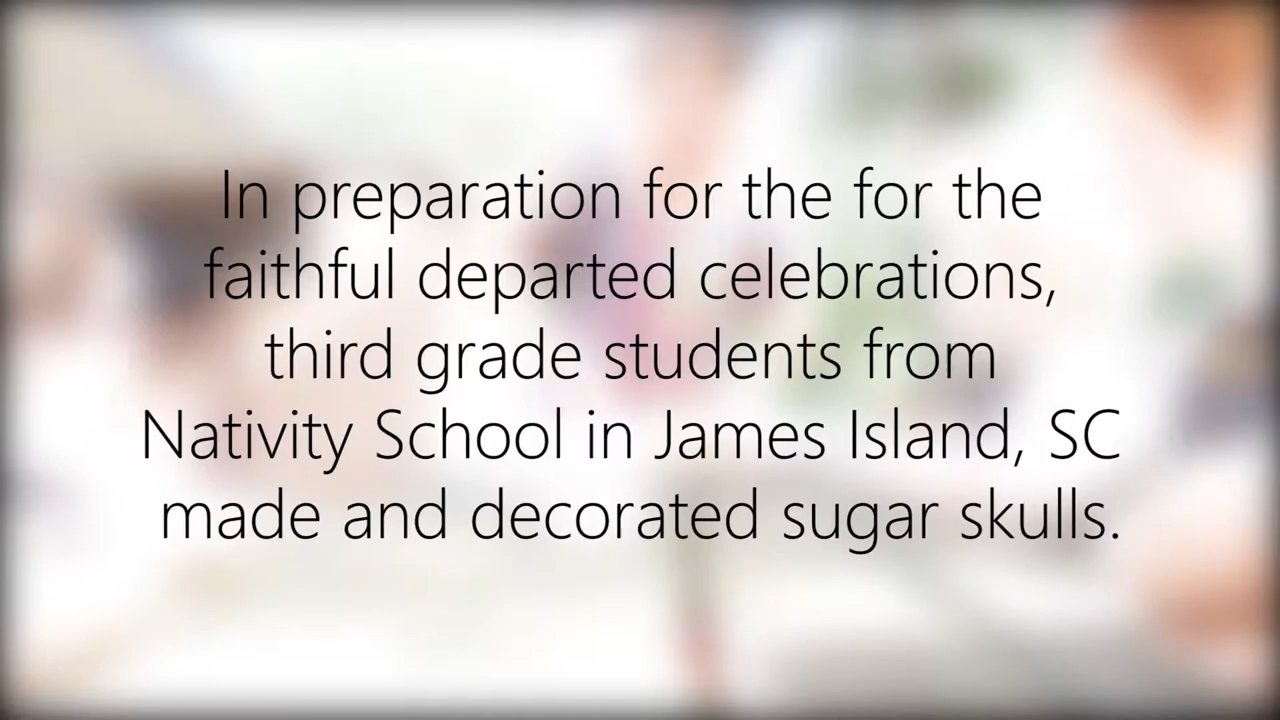 In preparation for the for the
faithful departed celebrations,
third grade students from
Nativity School in James Island, SC
made and decorated sugar skulls.